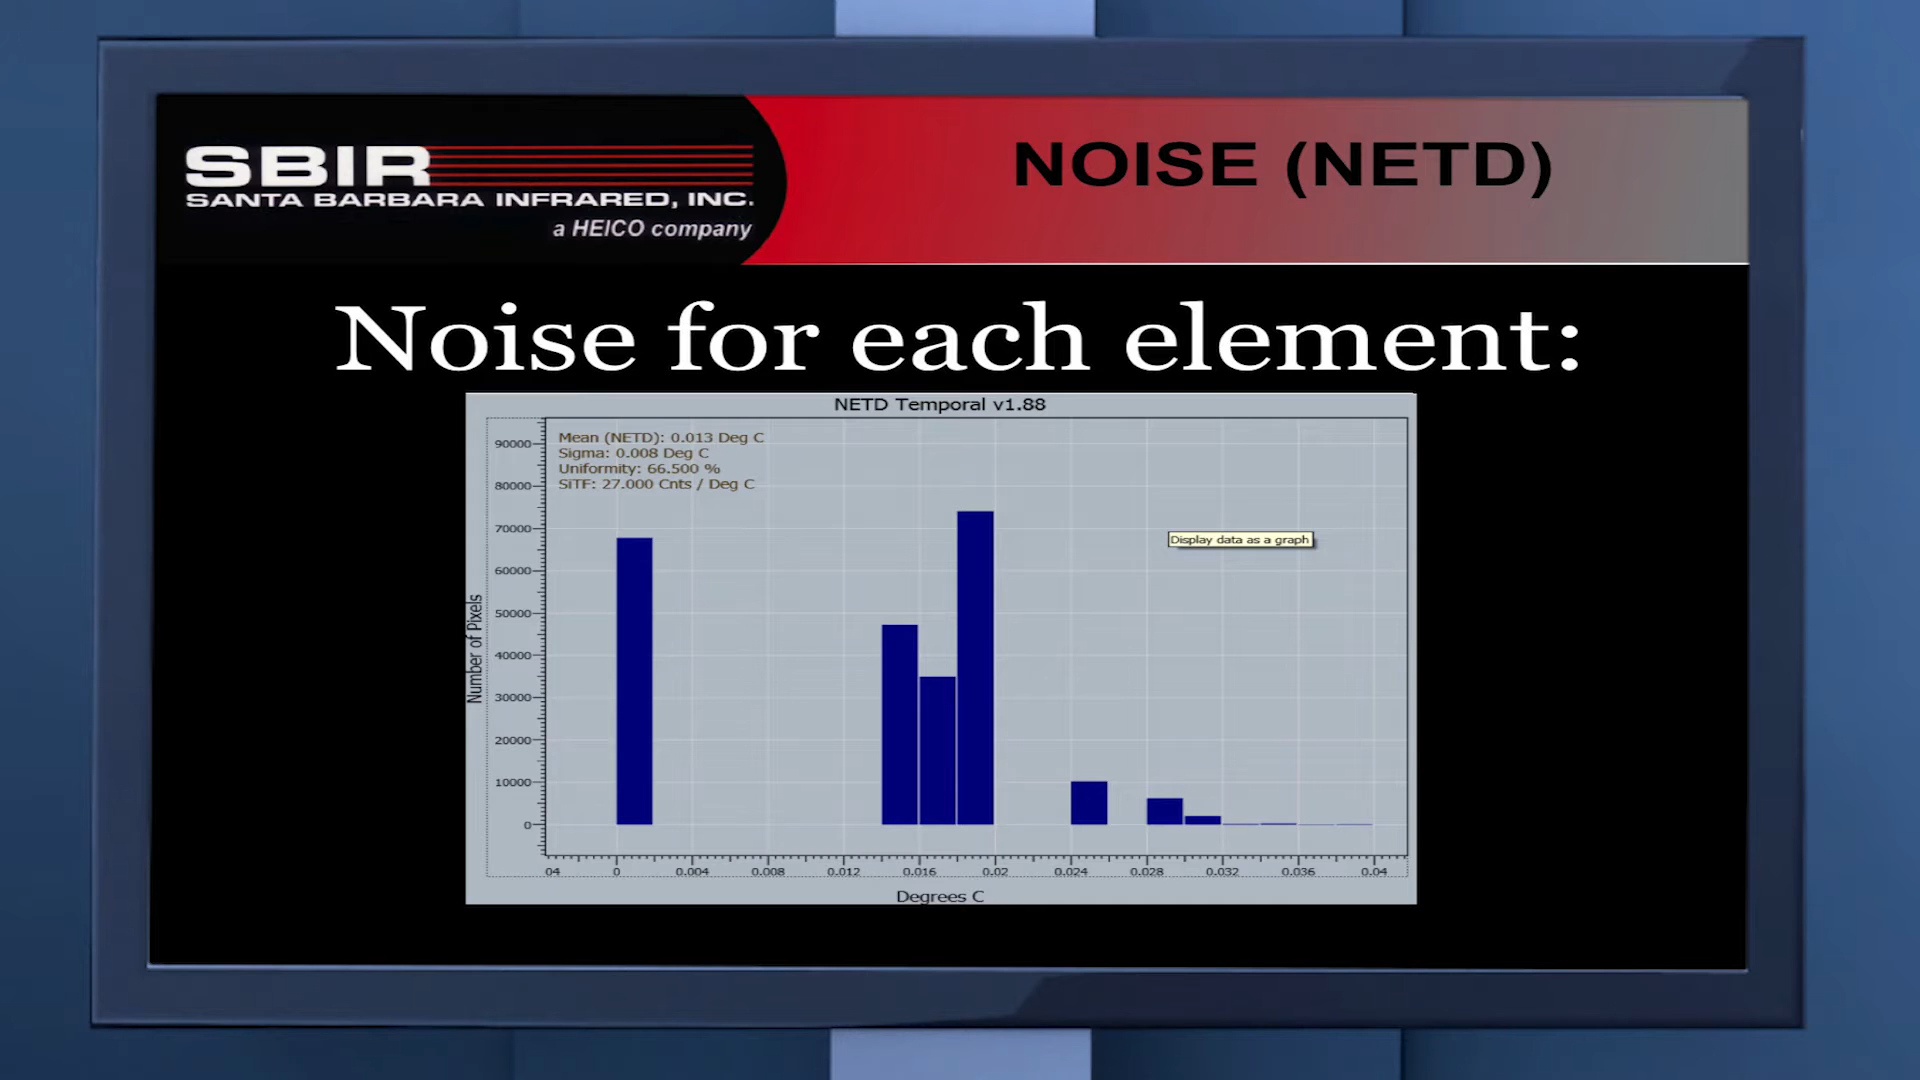 SBIR
SANTA BARBARA INFRARED, INC.
a HEICO company
NOISE (NETD)
Noise for each element:
NETD Temporal v1.88
Mean (NETD): 0.013 Deg C
Sigma: 0.008 Deg C
Uniformity: 66.500 %
SiTF: 27.000 Cnts / Deg C
Display data as a graph
Number of Pixels
90000
80000
70000
60000
50000
40000
30000
20000
10000
0
04 0 0.004 0.008 0.012 0.016 0.02 0.024 0.028 0.032 0.036 0.04
Degrees C